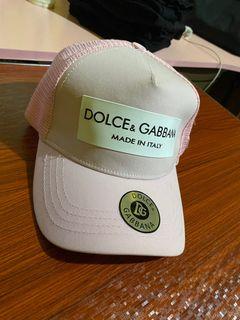 DOLCE & GABBANA
MADE IN ITALY
DOLCE &
DG
GABBANA